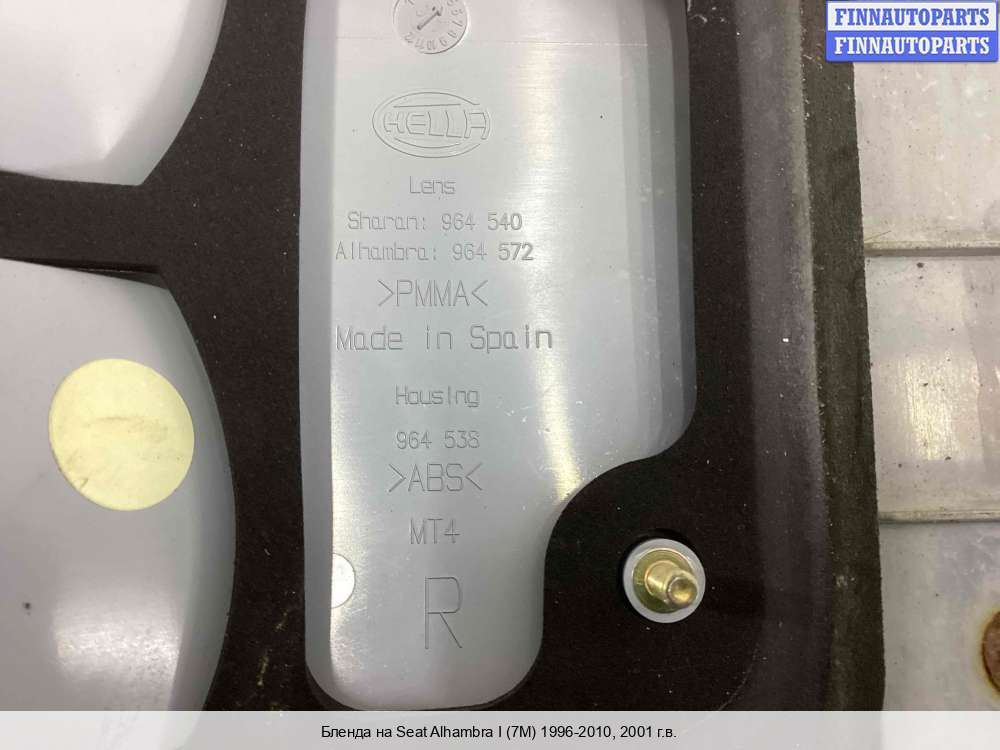 FINNAUTOPARTS
FINNAUTOPARTS
HELLA
Lens
Sharan: 964 540
Alhambra: 964 572
>PMMA<
Made in Spain
Housing
964 538
>ABS<
MT4
R
Бленда на Seat Alhambra I (7M) 1996-2010, 2001 г.в.